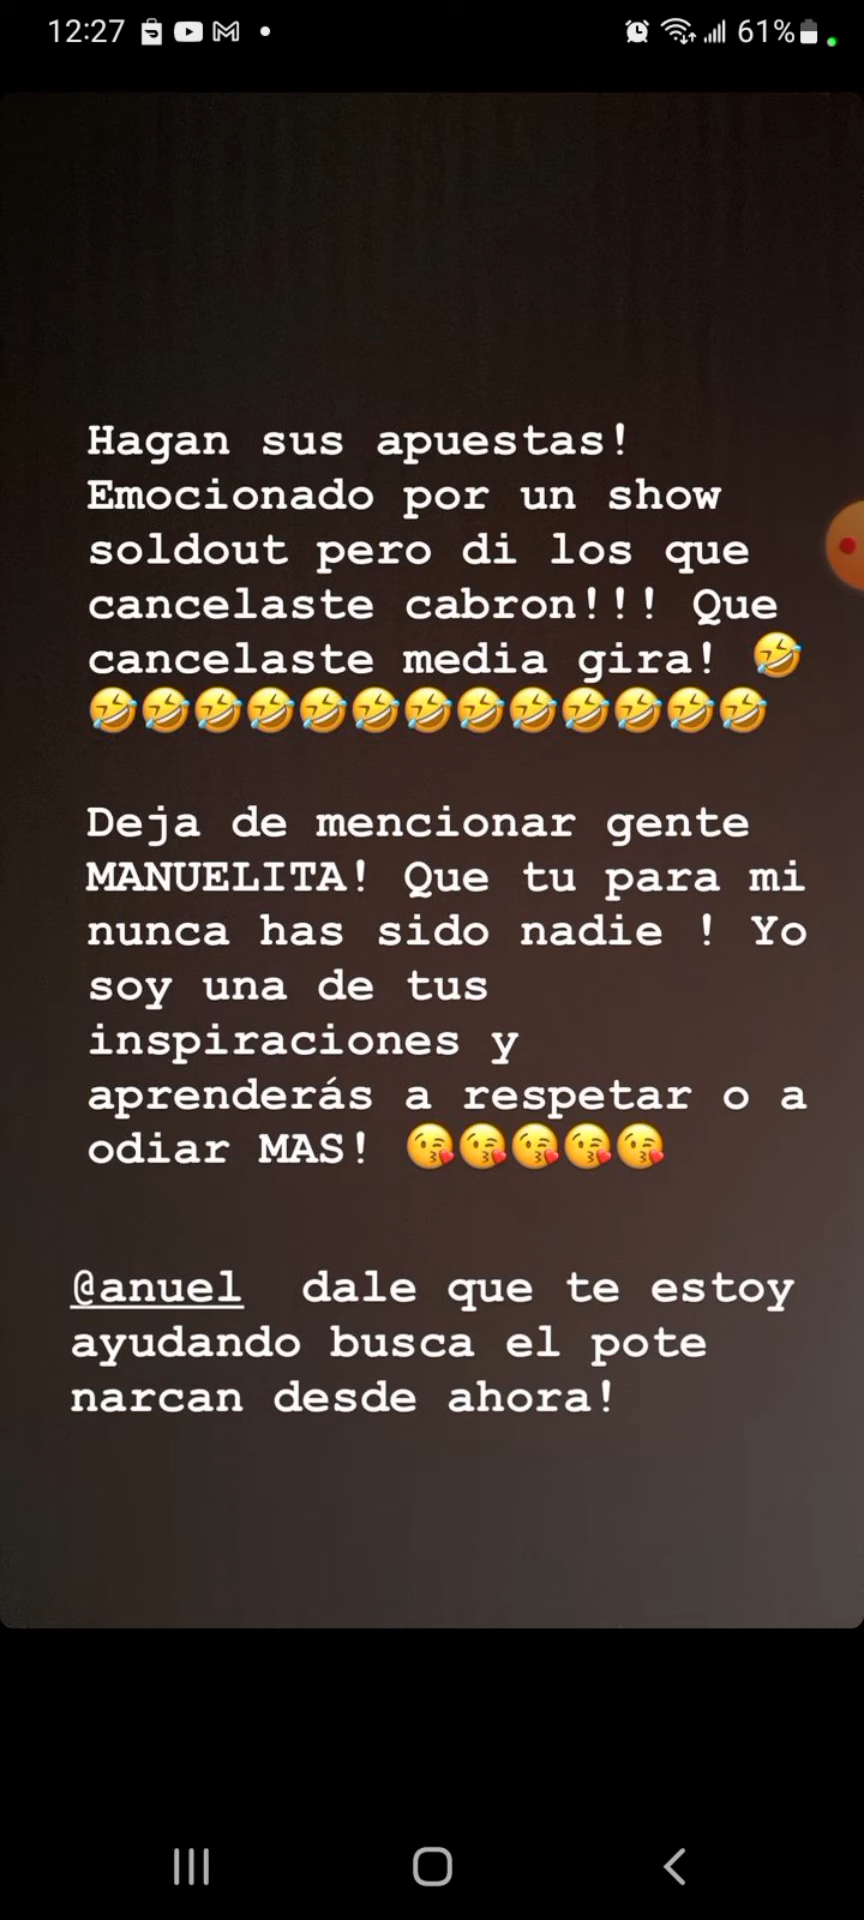 12:27
61%
Hagan sus apuestas!
Emocionado por un show
soldout pero di los que
cancelaste cabron!!! Que
cancelaste media gira! 🤣
🤣🤣🤣🤣🤣🤣🤣🤣🤣🤣🤣🤣🤣
Deja de mencionar gente
MANUELITA! Que tu para mi
nunca has sido nadie ! Yo
soy una de tus
inspiraciones y
aprenderás a respetar o a
odiar MAS! 😘😘😘😘😘
@anuel dale que te estoy
ayudando busca el pote
narcan desde ahora!